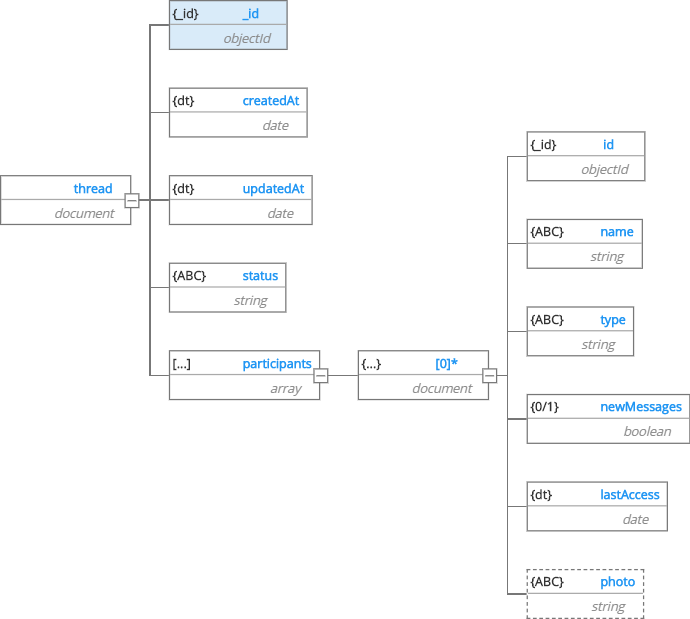 {_id} _id
objectId
{dt} createdAt
date
thread
document
{dt} updatedAt
date
{ABC} status
string
[...] participants
array
{...} [0]*
document
{_id} id
objectId
{ABC} name
string
{ABC} type
string
{0/1} newMessages
boolean
{dt} lastAccess
date
{ABC} photo
string